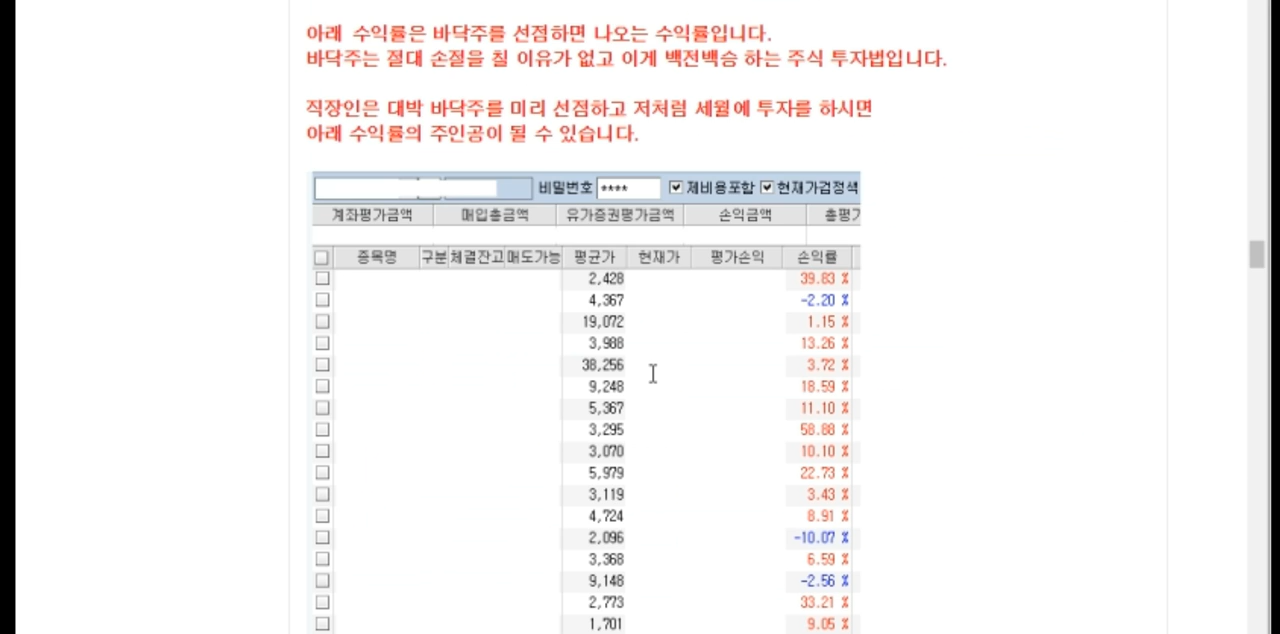 아래 수익률은 바닥주를 선점하면 나오는 수익률입니다.
바닥주는 절대 손절을 칠 이유가 없고 이게 백전백승 하는 주식 투자법입니다.
직장인은 대박 바닥주를 미리 선점하고 저처럼 세월에 투자를 하시면
아래 수익률의 주인공이 될 수 있습니다.
비밀번호 **** 제비용포함 현재가검정색
계좌평가금액 매입총금액 유가증권평가금액 손익금액 총평가
종목명 구분 체결잔고 매도가능 평균가 현재가 평가손익 손익률
2,428 39.83 %
4,367 -2.20 %
19,072 1.15 %
3,988 13.26 %
38,256 3.72 %
9,248 18.59 %
5,367 11.10 %
3,295 58.88 %
3,070 10.10 %
5,979 22.73 %
3,119 3.43 %
4,724 8.91 %
2,096 -10.07 %
3,368 6.59 %
9,148 -2.56 %
2,773 33.21 %
1,701 9.05 %